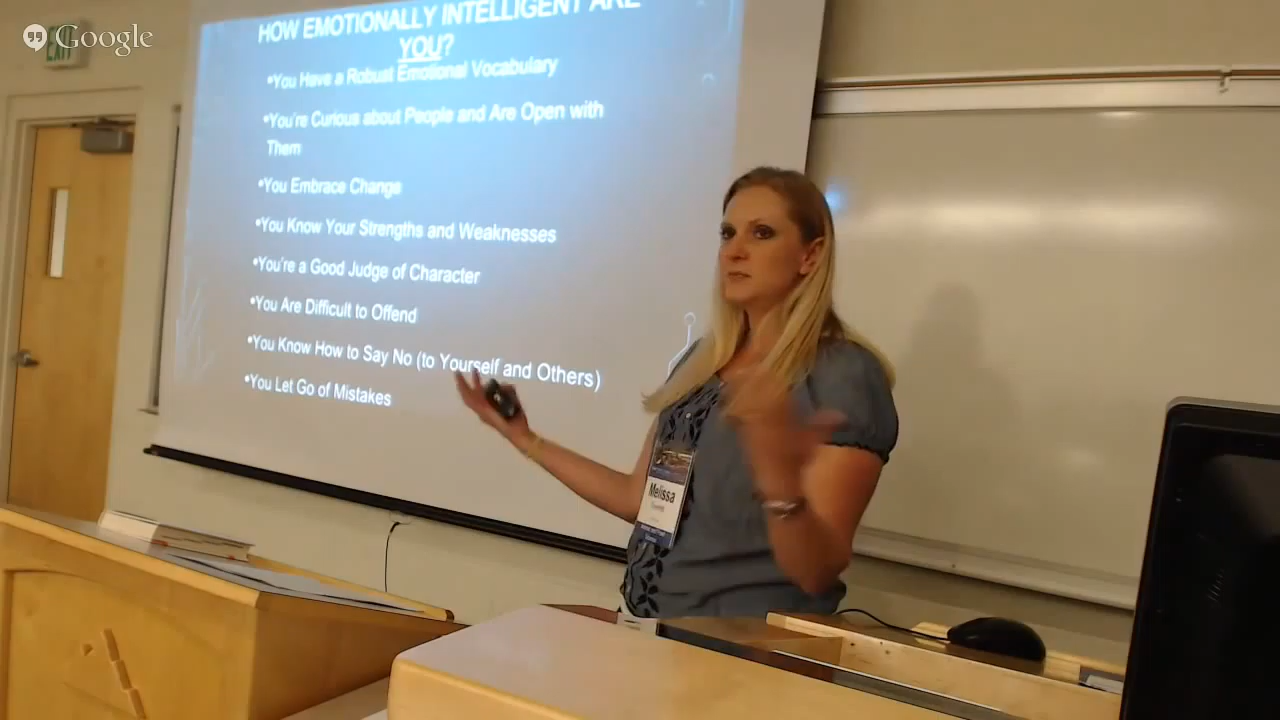 Google
EXIT
HOW EMOTIONALLY INTELLIGENT ARE
YOU?
•You Have a Robust Emotional Vocabulary
•You're Curious about People and Are Open with
Them
•You Embrace Change
•You Know Your Strengths and Weaknesses
•You're a Good Judge of Character
•You Are Difficult to Offend
•You Know How to Say No (to Yourself and Others)
•You Let Go of Mistakes
Melissa